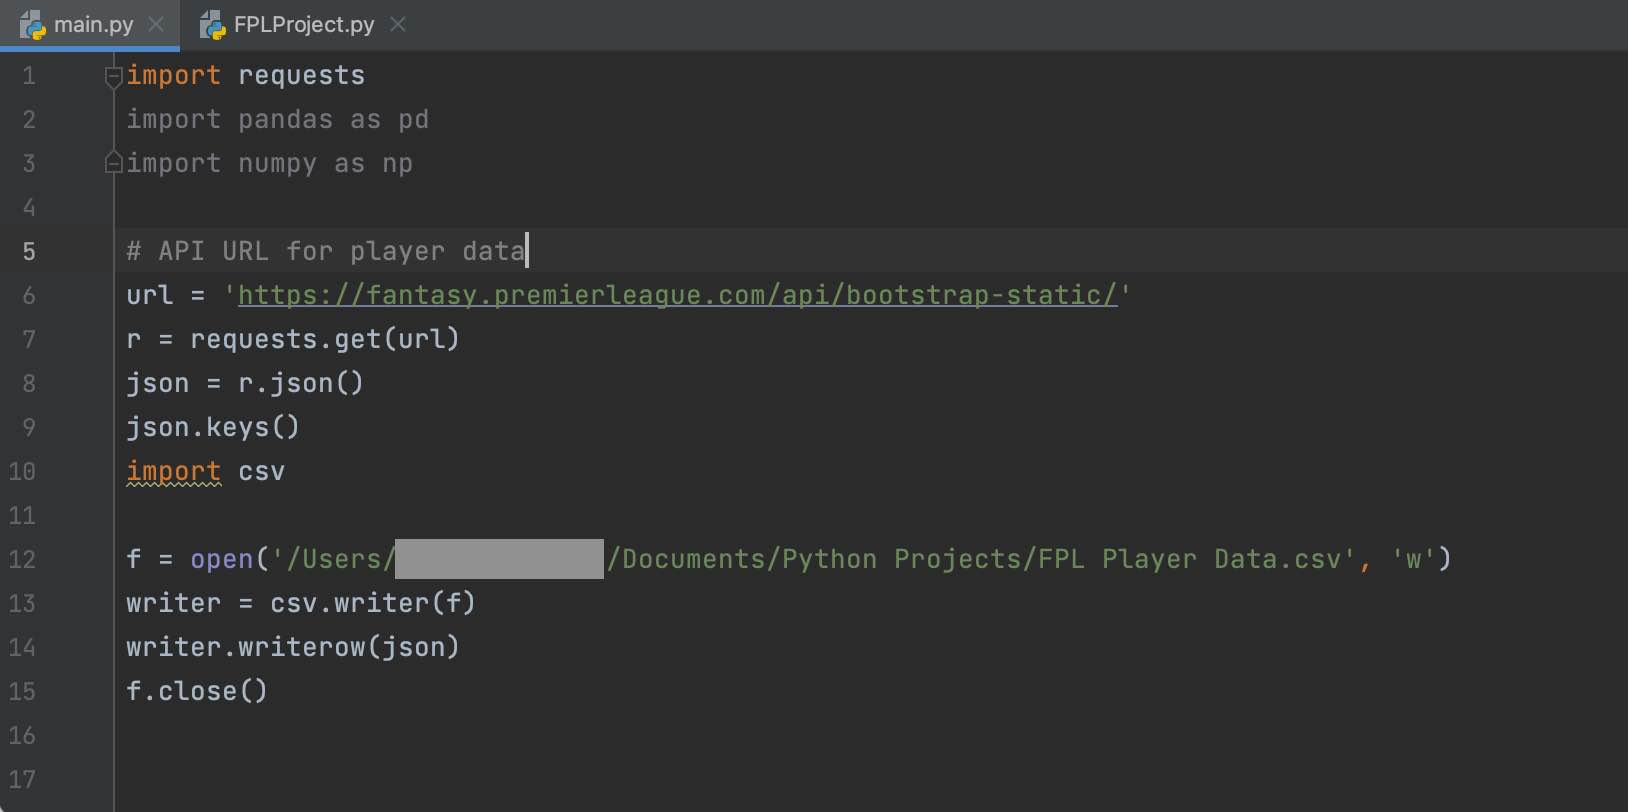 main.py FPLProject.py
1 import requests
2 import pandas as pd
3 import numpy as np
4
5 # API URL for player data
6 url = 'https://fantasy.premierleague.com/api/bootstrap-static/'
7 r = requests.get(url)
8 json = r.json()
9 json.keys()
10 import csv
11
12 f = open('/Users/ /Documents/Python Projects/FPL Player Data.csv', 'w')
13 writer = csv.writer(f)
14 writer.writerow(json)
15 f.close()
16
17